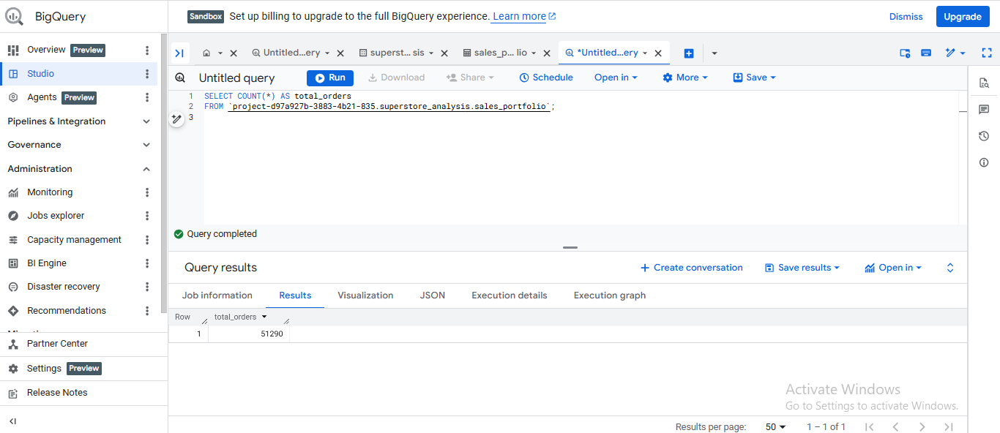 BigQuery
Sandbox Set up billing to upgrade to the full BigQuery experience. Learn more
Dismiss Upgrade
Overview Preview
Studio
Agents Preview
Pipelines & Integration
Governance
Administration
Monitoring
Jobs explorer
Capacity management
BI Engine
Disaster recovery
Recommendations
Partner Center
Settings Preview
Release Notes
Untitled...ery superst... sis sales_p... lio *Untitled...ery
Untitled query Run Download Share Schedule Open in More Save
1 SELECT COUNT(*) AS total_orders
2 FROM `project-d97a927b-3883-4b21-835.superstore_analysis.sales_portfolio`;
3
Query completed
Query results Create conversation Save results Open in
Job information Results Visualization JSON Execution details Execution graph
Row total_orders
1 51290
Activate Windows
Go to Settings to activate Windows.
Results per page: 50 1 – 1 of 1